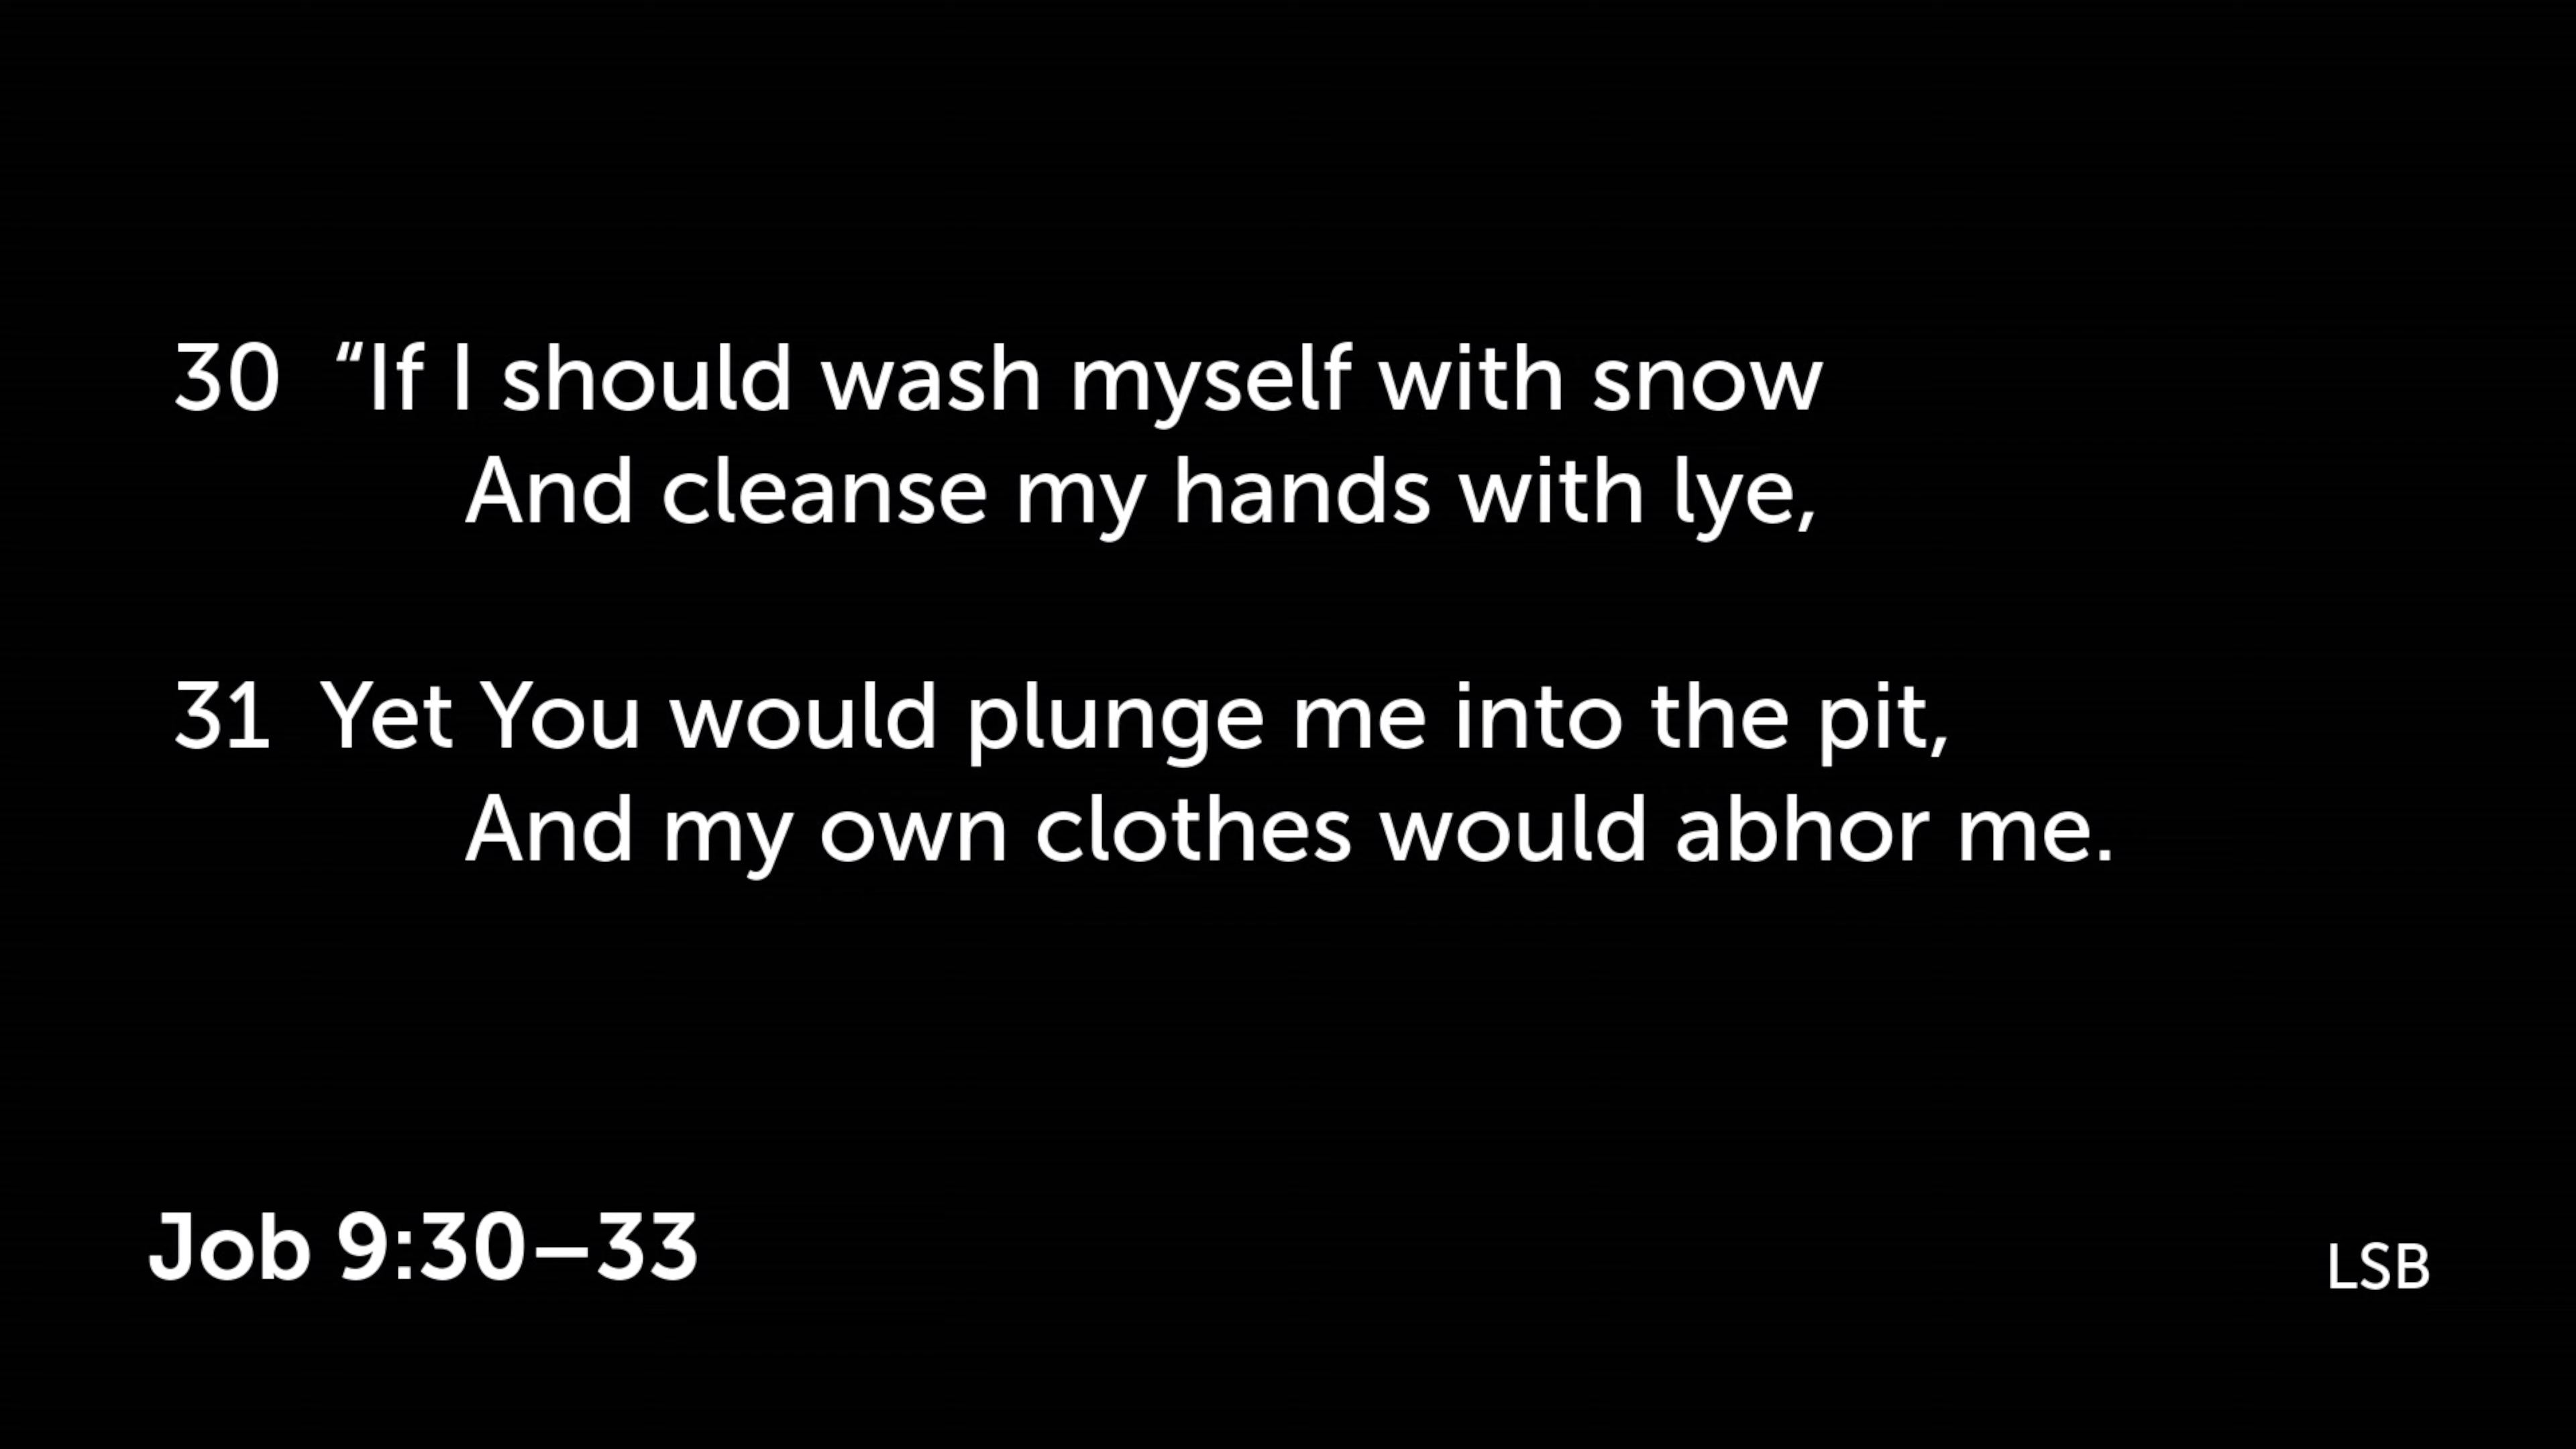 30 “If I should wash myself with snow
And cleanse my hands with lye,
31 Yet You would plunge me into the pit,
And my own clothes would abhor me.
Job 9:30–33
LSB